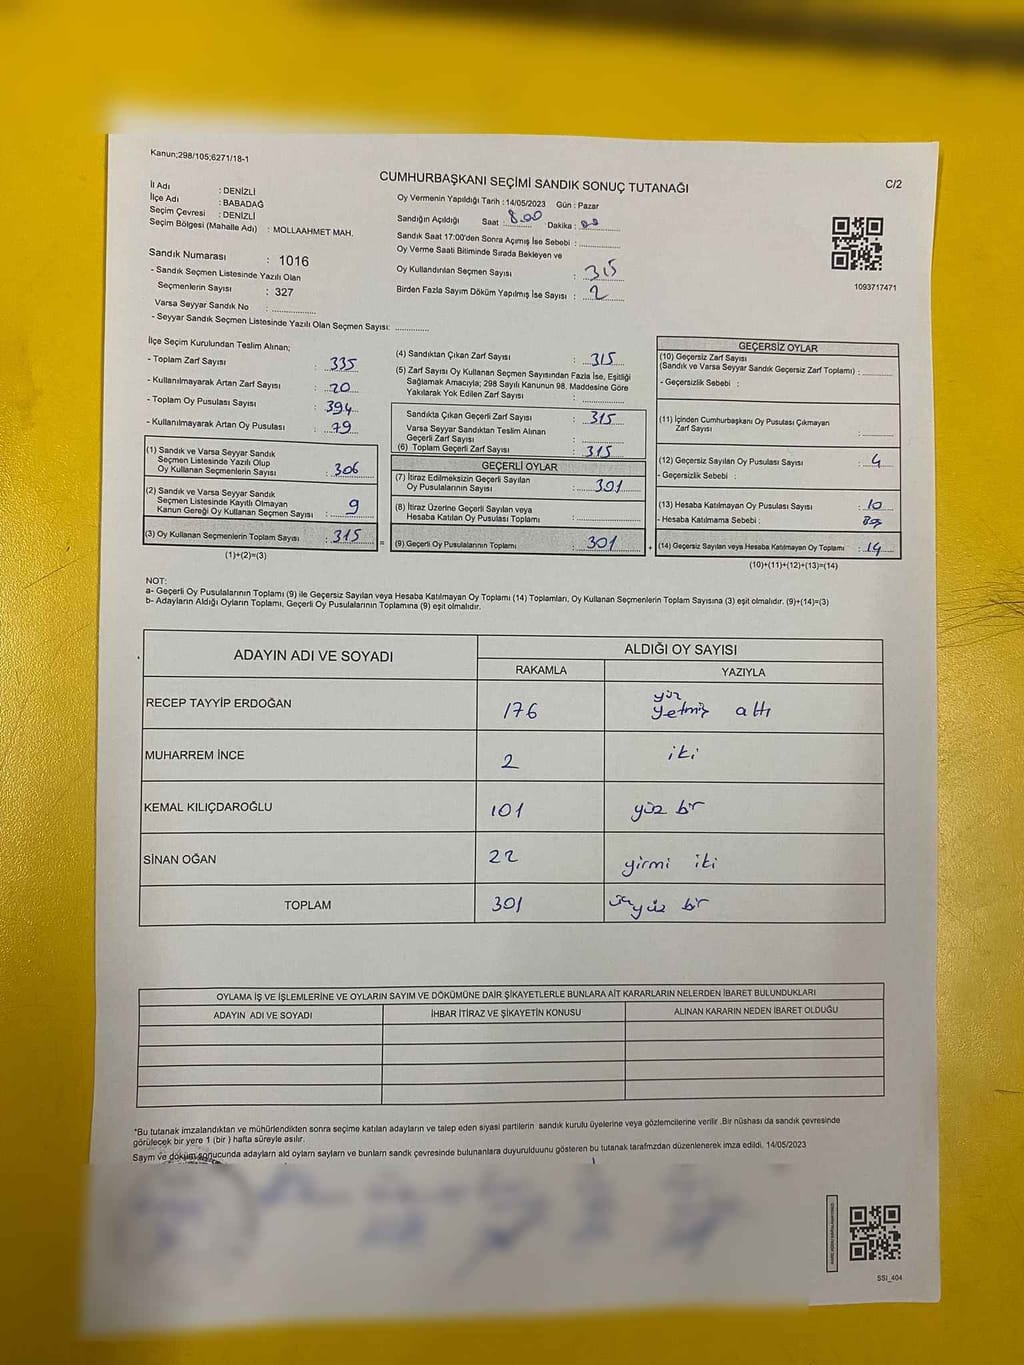 Kanun;298/105;6271/18-1
CUMHURBAŞKANI SEÇİMİ SANDIK SONUÇ TUTANAĞI
C/2
İl Adı : DENİZLİ
İlçe Adı : BABADAĞ
Seçim Çevresi : DENİZLİ
Seçim Bölgesi (Mahalle Adı) : MOLLAAHMET MAH.
Oy Vermenin Yapıldığı Tarih : 14/05/2023 Gün : Pazar
Sandığın Açıldığı Saat : 8.00 Dakika :
Sandık Saat 17:00'den Sonra Açımış İse Sebebi :
Oy Verme Saati Bitiminde Sırada Bekleyen ve
Oy Kullandırılan Seçmen Sayısı : 315
Birden Fazla Sayım Döküm Yapılmış İse Sayısı : 2
1093717471
Sandık Numarası : 1016
- Sandık Seçmen Listesinde Yazılı Olan
Seçmenlerin Sayısı : 327
Varsa Seyyar Sandık No :
- Seyyar Sandık Seçmen Listesinde Yazılı Olan Seçmen Sayısı:
İlçe Seçim Kurulundan Teslim Alınan;
- Toplam Zarf Sayısı : 335
- Kullanılmayarak Artan Zarf Sayısı : 20
- Toplam Oy Pusulası Sayısı : 394
- Kullanılmayarak Artan Oy Pusulası : 79
(1) Sandık ve Varsa Seyyar Sandık
Seçmen Listesinde Yazılı Olup
Oy Kullanan Seçmenlerin Sayısı : 306
(2) Sandık ve Varsa Seyyar Sandık
Seçmen Listesinde Kayıtlı Olmayan
Kanun Gereği Oy Kullanan Seçmen Sayısı : 9
(3) Oy Kullanan Seçmenlerin Toplam Sayısı : 315
(1)+(2)=(3)
(4) Sandıktan Çıkan Zarf Sayısı : 315
(5) Zarf Sayısı Oy Kullanan Seçmen Sayısından Fazla İse, Eşitliği
Sağlamak Amacıyla; 298 Sayılı Kanunun 98. Maddesine Göre
Yakılarak Yok Edilen Zarf Sayısı :
Sandıkta Çıkan Geçerli Zarf Sayısı : 315
Varsa Seyyar Sandıktan Teslim Alınan
Geçerli Zarf Sayısı :
(6) Toplam Geçerli Zarf Sayısı : 315
GEÇERLİ OYLAR
(7) İtiraz Edilmeksizin Geçerli Sayılan
Oy Pusulalarının Sayısı : 301
(8) İtiraz Üzerine Geçerli Sayılan veya
Hesaba Katılan Oy Pusulası Toplamı :
= (9) Geçerli Oy Pusulalarının Toplamı : 301 +
GEÇERSİZ OYLAR
(10) Geçersiz Zarf Sayısı
(Sandık ve Varsa Seyyar Sandık Geçersiz Zarf Toplamı) :
- Geçersizlik Sebebi :
(11) İçinden Cumhurbaşkanı Oy Pusulası Çıkmayan
Zarf Sayısı :
(12) Geçersiz Sayılan Oy Pusulası Sayısı : 4
- Geçersizlik Sebebi :
(13) Hesaba Katılmayan Oy Pusulası Sayısı : 10
- Hesaba Katılmama Sebebi :
(14) Geçersiz Sayılan veya Hesaba Katılmayan Oy Toplamı : 14
(10)+(11)+(12)+(13)=(14)
NOT:
a- Geçerli Oy Pusulalarının Toplamı (9) ile Geçersiz Sayılan veya Hesaba Katılmayan Oy Toplamı (14) Toplamları, Oy Kullanan Seçmenlerin Toplam Sayısına (3) eşit olmalıdır. (9)+(14)=(3)
b- Adayların Aldığı Oyların Toplamı, Geçerli Oy Pusulalarının Toplamına (9) eşit olmalıdır.
ADAYIN ADI VE SOYADI
ALDIĞI OY SAYISI
RAKAMLA YAZIYLA
RECEP TAYYİP ERDOĞAN 176 yüz yetmiş altı
MUHARREM İNCE 2 iki
KEMAL KILIÇDAROĞLU 101 yüz bir
SİNAN OĞAN 22 yirmi iki
TOPLAM 301 üçyüz bir
OYLAMA İŞ VE İŞLEMLERİNE VE OYLARIN SAYIM VE DÖKÜMÜNE DAİR ŞİKAYETLERLE BUNLARA AİT KARARLARIN NELERDEN İBARET BULUNDUKLARI
ADAYIN ADI VE SOYADI İHBAR İTİRAZ VE ŞİKAYETİN KONUSU ALINAN KARARIN NEDEN İBARET OLDUĞU
*Bu tutanak imzalandıktan ve mühürlendikten sonra seçime katılan adayların ve talep eden siyasi partilerin sandık kurulu üyelerine veya gözlemcilerine verilir .Bir nüshası da sandık çevresinde
görülecek bir yere 1 (bir ) hafta süreyle asılır.
Sayım ve döküm sonucunda adayların ald oyların sayların ve bunların sandk çevresinde bulunanlara duyurulduunu gösteren bu tutanak tarafmzdan düzenlenerek imza edildi. 14/05/2023
SSİ_404